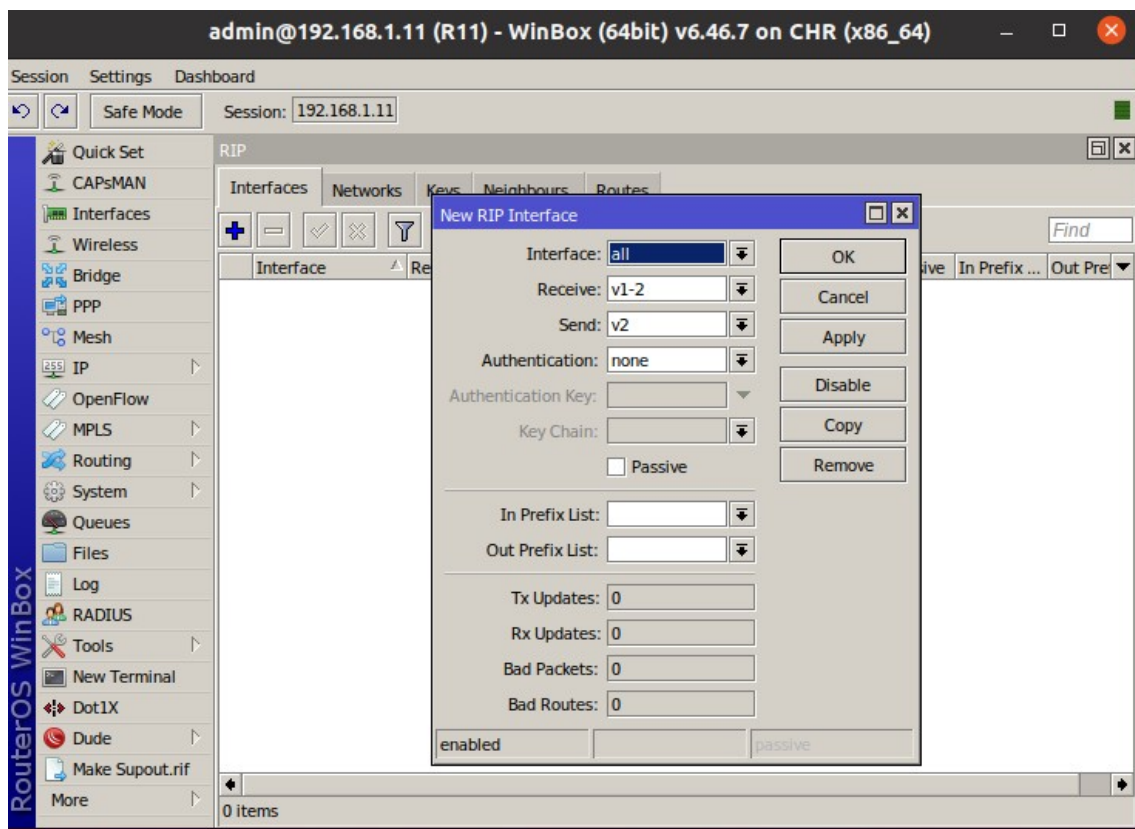 admin@192.168.1.11 (R11) - WinBox (64bit) v6.46.7 on CHR (x86_64)
Session Settings Dashboard
Safe Mode Session: 192.168.1.11
RouterOS WinBox
Quick Set
CAPsMAN
Interfaces
Wireless
Bridge
PPP
Mesh
IP
OpenFlow
MPLS
Routing
System
Queues
Files
Log
RADIUS
Tools
New Terminal
Dot1X
Dude
Make Supout.rif
More
RIP
Interfaces Networks Keys Neighbours Routes
Find
Interface Re In Prefix ... Out Pre
New RIP Interface
Interface: all
Receive: v1-2
Send: v2
Authentication: none
Authentication Key:
Key Chain:
Passive
In Prefix List:
Out Prefix List:
Tx Updates: 0
Rx Updates: 0
Bad Packets: 0
Bad Routes: 0
enabled passive
OK
Cancel
Apply
Disable
Copy
Remove
0 items